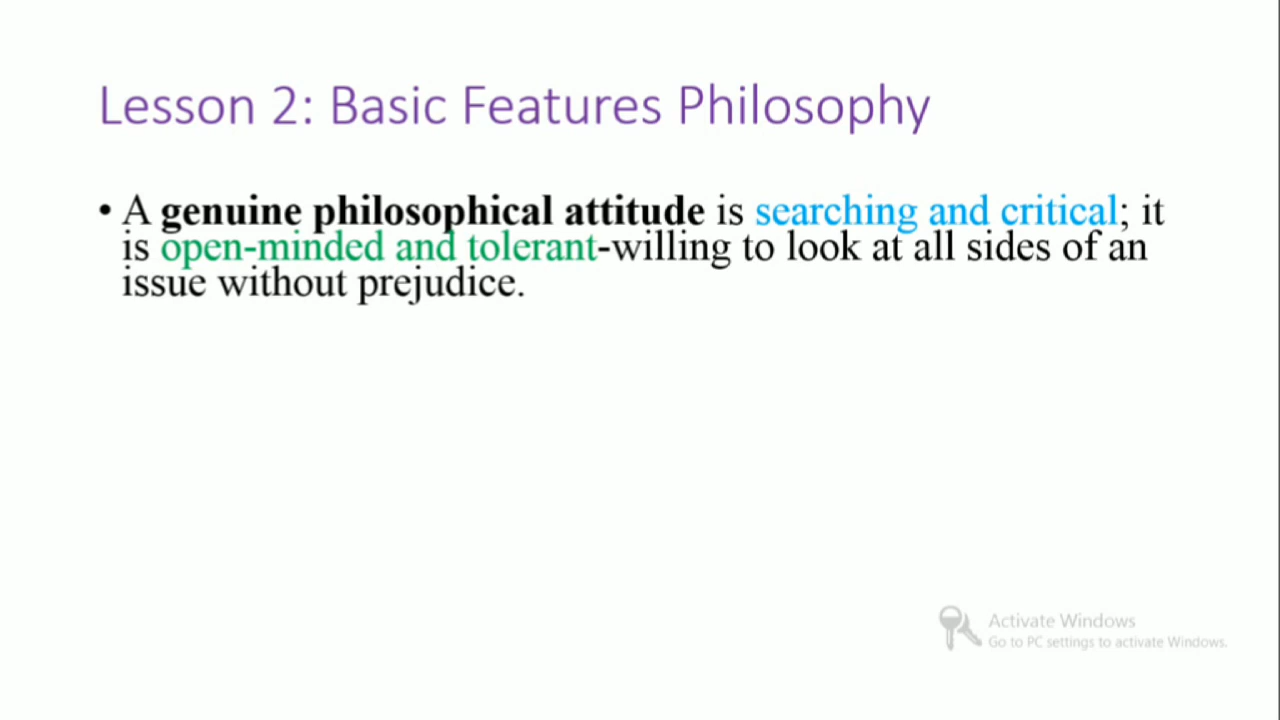 Lesson 2: Basic Features Philosophy
• A genuine philosophical attitude is searching and critical; it
is open-minded and tolerant-willing to look at all sides of an
issue without prejudice.
Activate Windows
Go to PC settings to activate Windows.